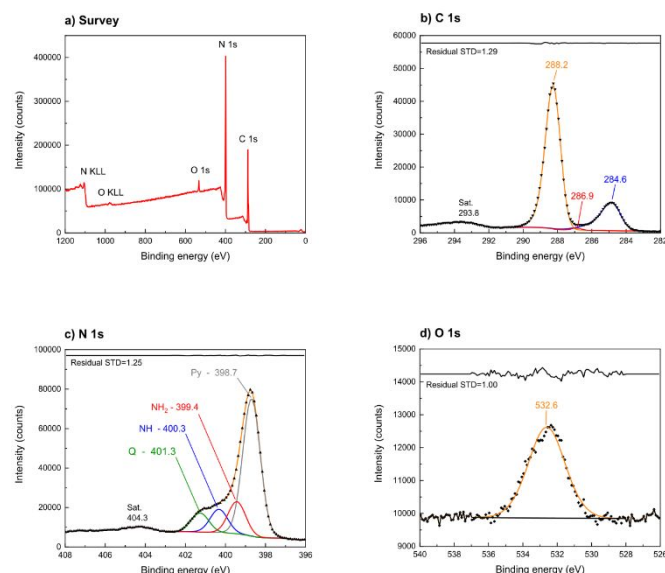 a) Survey
N 1s
C 1s
O 1s
N KLL
O KLL
400000
300000
200000
100000
0
1200 1000 800 600 400 200 0
Intensity (counts)
Binding energy (eV)
b) C 1s
Residual STD=1.29
288.2
286.9
284.6
Sat.
293.8
60000
50000
40000
30000
20000
10000
0
296 294 292 290 288 286 284 282
Intensity (counts)
Binding energy (eV)
c) N 1s
Residual STD=1.25
Py - 398.7
NH₂ - 399.4
NH - 400.3
Q - 401.3
Sat.
404.3
100000
80000
60000
40000
20000
0
408 406 404 402 400 398 396
Intensity (counts)
Binding energy (eV)
d) O 1s
Residual STD=1.00
532.6
15000
14000
13000
12000
11000
10000
9000
540 538 536 534 532 530 528 526
Intensity (counts)
Binding energy (eV)